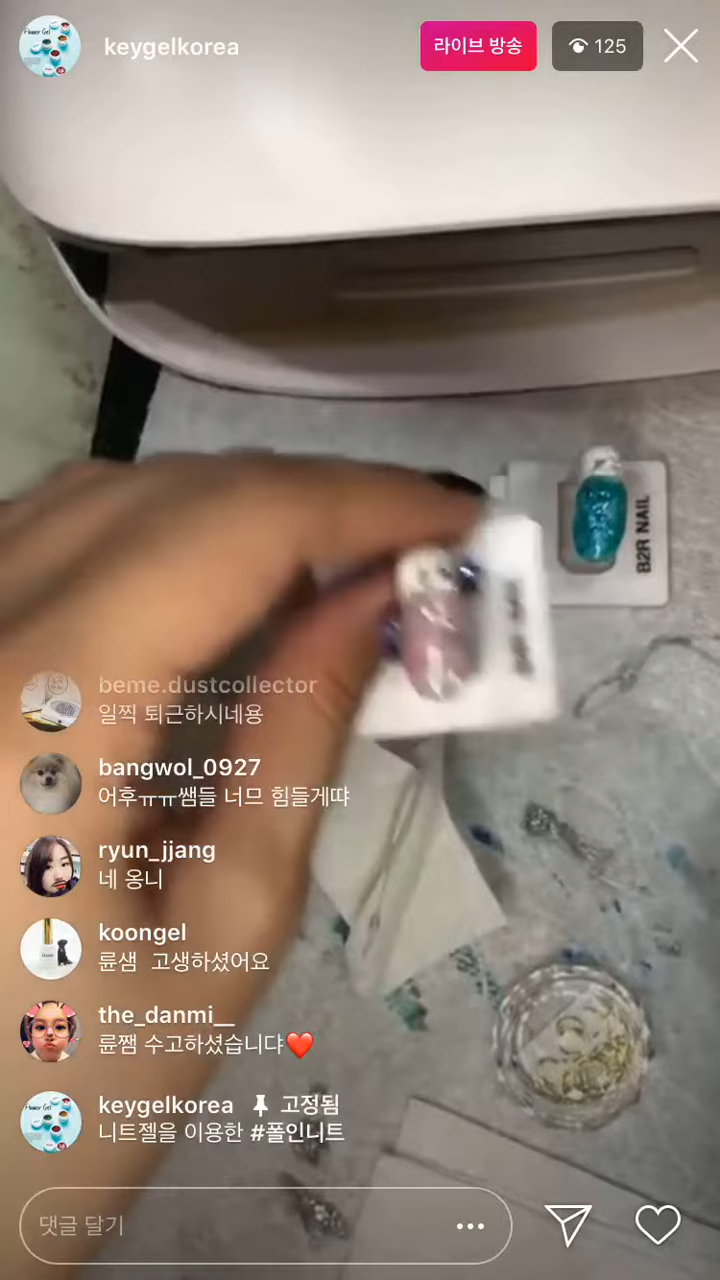 keygelkorea
라이브 방송
125
B2R NAIL
beme.dustcollector
일찍 퇴근하시네용
bangwol_0927
어후ㅠㅠ쌤들 너므 힘들게땨
ryun_jjang
네 옹니
koongel
륜샘 고생하셨어요
the_danmi__
륜쨈 수고하셨습니댜❤️
keygelkorea 고정됨
니트젤을 이용한 #폴인니트
댓글 달기